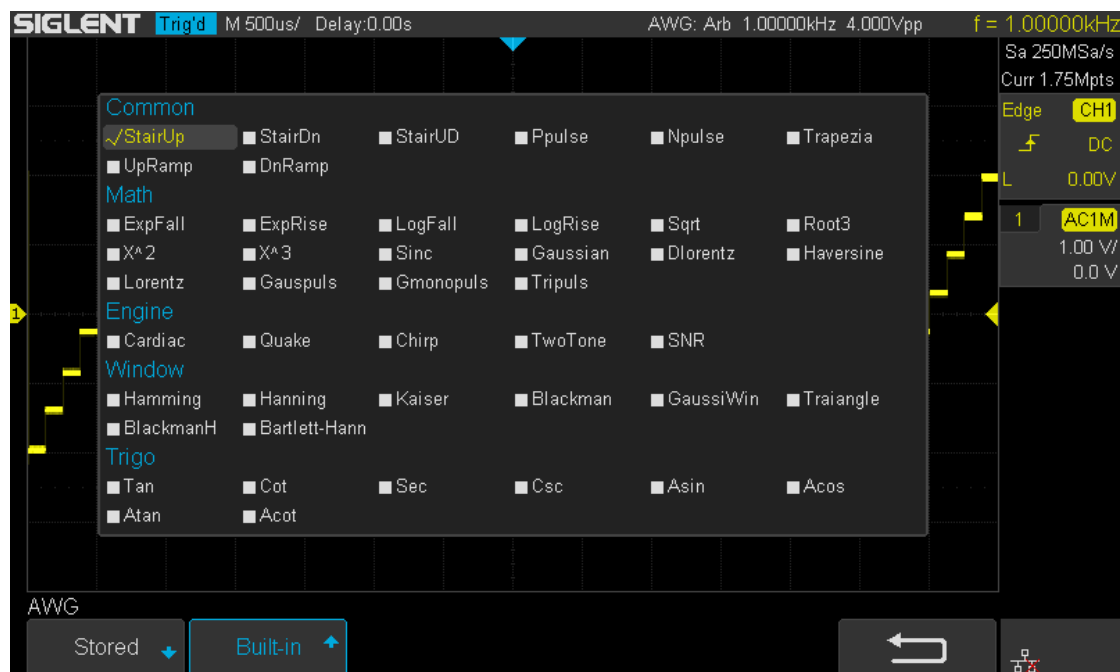 SIGLENT Trig'd M 500us/ Delay:0.00s AWG: Arb 1.00000kHz 4.000Vpp f = 1.00000kHz
Sa 250MSa/s
Curr 1.75Mpts
Edge CH1
DC
L 0.00V
1 AC1M
1.00 V/
0.0 V
Common
StairUp StairDn StairUD Ppulse Npulse Trapezia
UpRamp DnRamp
Math
ExpFall ExpRise LogFall LogRise Sqrt Root3
X^2 X^3 Sinc Gaussian Dlorentz Haversine
Lorentz Gauspuls Gmonopuls Tripuls
Engine
Cardiac Quake Chirp TwoTone SNR
Window
Hamming Hanning Kaiser Blackman GaussiWin Traiangle
BlackmanH Bartlett-Hann
Trigo
Tan Cot Sec Csc Asin Acos
Atan Acot
1
AWG
Stored Built-in